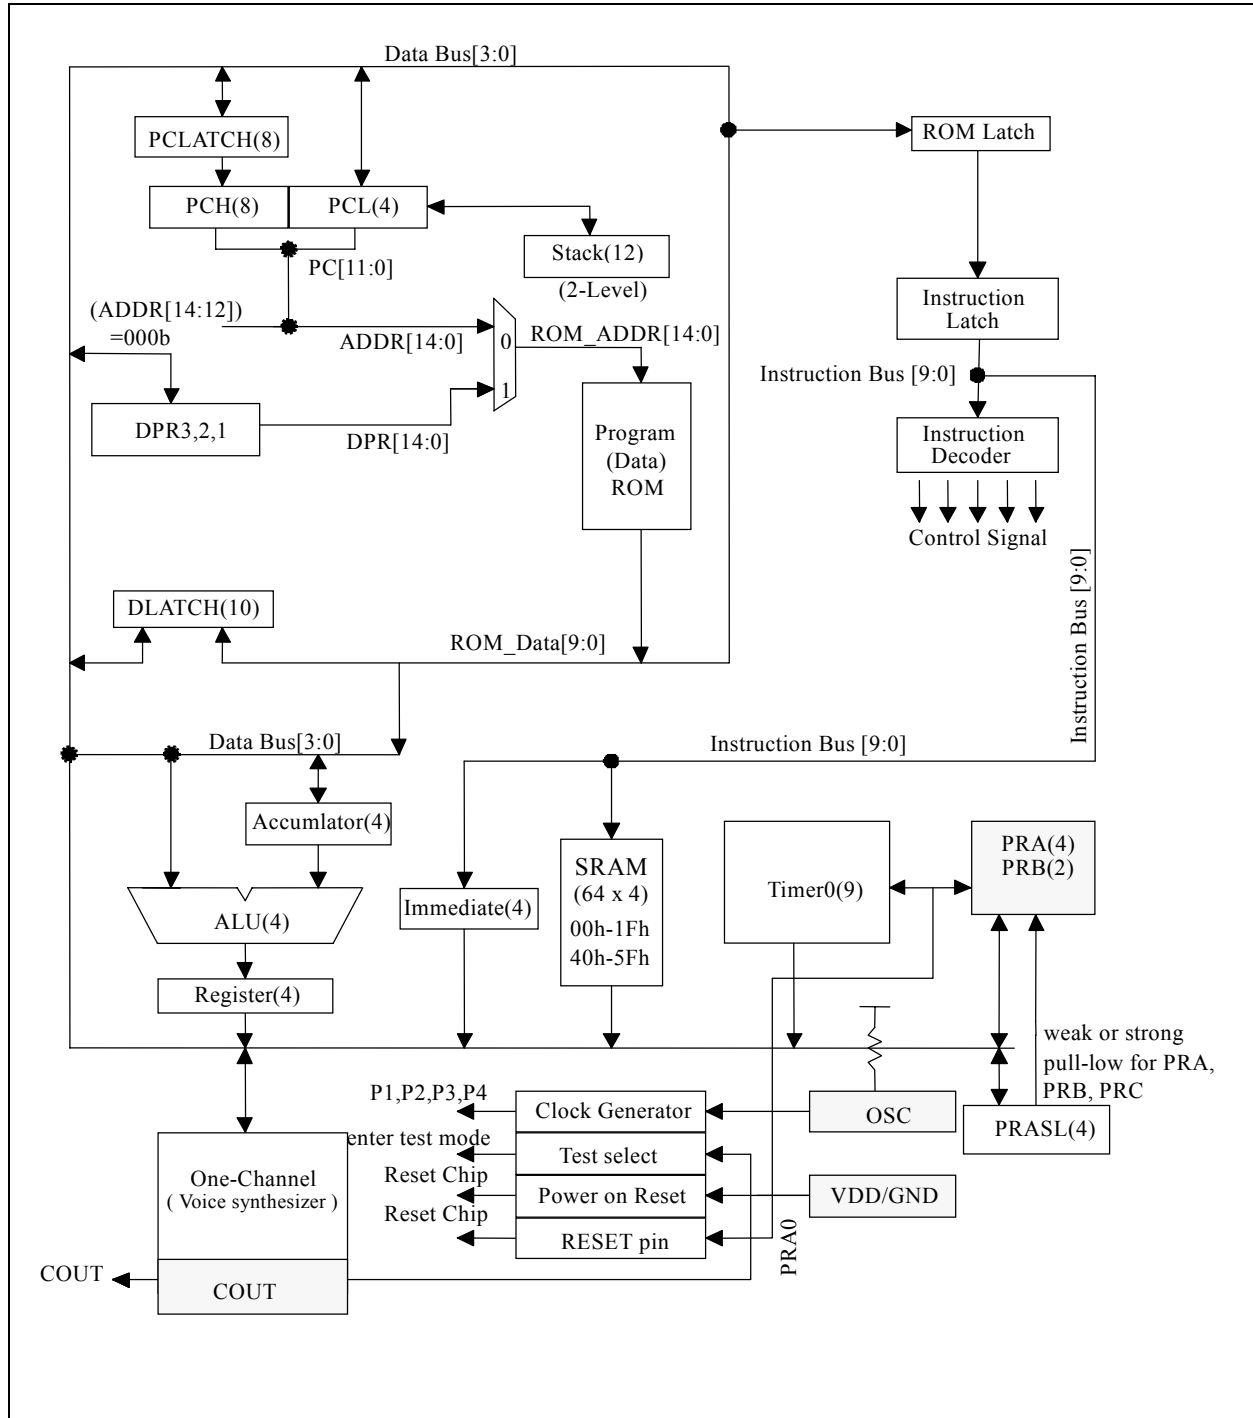 Data Bus[3:0]
PCLATCH(8)
ROM Latch
PCH(8)
PCL(4)
Stack(12)
(2-Level)
PC[11:0]
(ADDR[14:12])
=000b
ADDR[14:0]
0
1
ROM_ADDR[14:0]
Instruction
Latch
Instruction Bus [9:0]
DPR3,2,1
DPR[14:0]
Program
(Data)
ROM
Instruction
Decoder
Control Signal
Instruction Bus [9:0]
DLATCH(10)
ROM_Data[9:0]
Data Bus[3:0]
Instruction Bus [9:0]
Accumlator(4)
ALU(4)
Register(4)
Immediate(4)
SRAM
(64 x 4)
00h-1Fh
40h-5Fh
Timer0(9)
PRA(4)
PRB(2)
weak or strong
pull-low for PRA,
PRB, PRC
PRASL(4)
P1,P2,P3,P4
Clock Generator
OSC
enter test mode
Test select
Reset Chip
Power on Reset
VDD/GND
Reset Chip
RESET pin
PRA0
One-Channel
( Voice synthesizer )
COUT
COUT